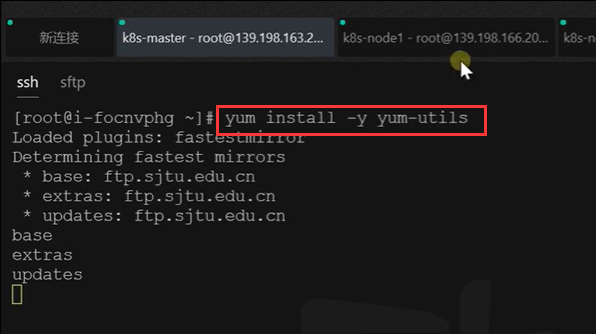 新连接
k8s-master - root@139.198.163.2...
k8s-node1 - root@139.198.166.20...
k8s-n
ssh
sftp
[root@i-focnvphg ~]# yum install -y yum-utils
Loaded plugins: fastestmirror
Determining fastest mirrors
* base: ftp.sjtu.edu.cn
* extras: ftp.sjtu.edu.cn
* updates: ftp.sjtu.edu.cn
base
extras
updates